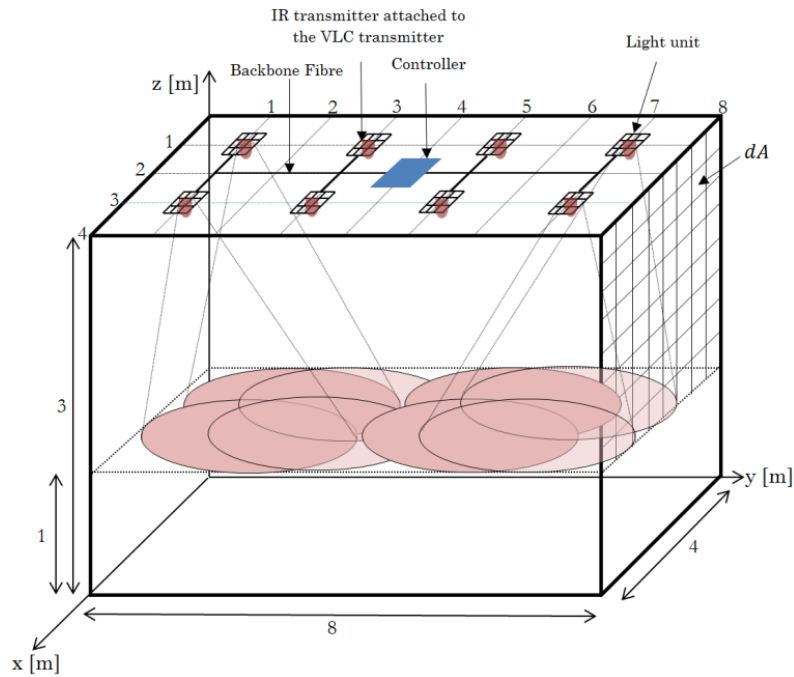 IR transmitter attached to
the VLC transmitter
Light unit
Backbone Fibre
Controller
z [m]
1 2 3 4 5 6 7 8
1
dA
2
3
4
3
1
y [m]
4
8
x [m]